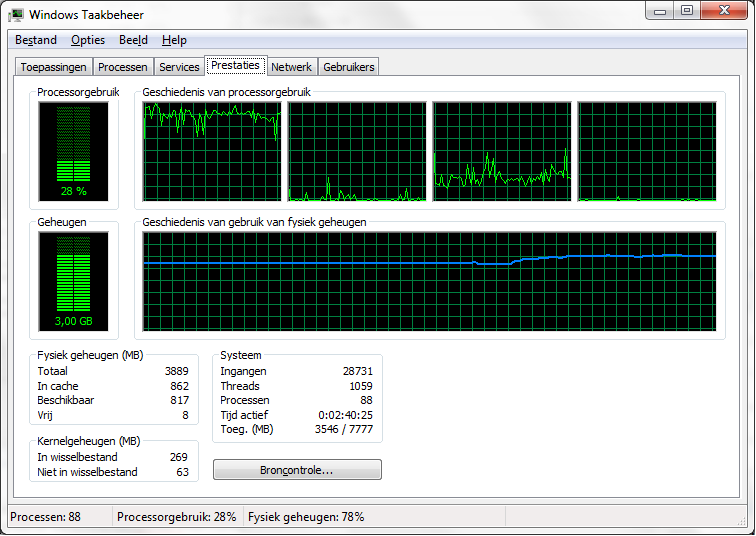 Windows Taakbeheer
Bestand Opties Beeld Help
Toepassingen Processen Services Prestaties Netwerk Gebruikers
Processorgebruik Geschiedenis van processorgebruik
28 %
Geheugen Geschiedenis van gebruik van fysiek geheugen
3,00 GB
Fysiek geheugen (MB)
Totaal 3889
In cache 862
Beschikbaar 817
Vrij 8
Kernelgeheugen (MB)
In wisselbestand 269
Niet in wisselbestand 63
Systeem
Ingangen 28731
Threads 1059
Processen 88
Tijd actief 0:02:40:25
Toeg. (MB) 3546 / 7777
Broncontrole...
Processen: 88 Processorgebruik: 28% Fysiek geheugen: 78%